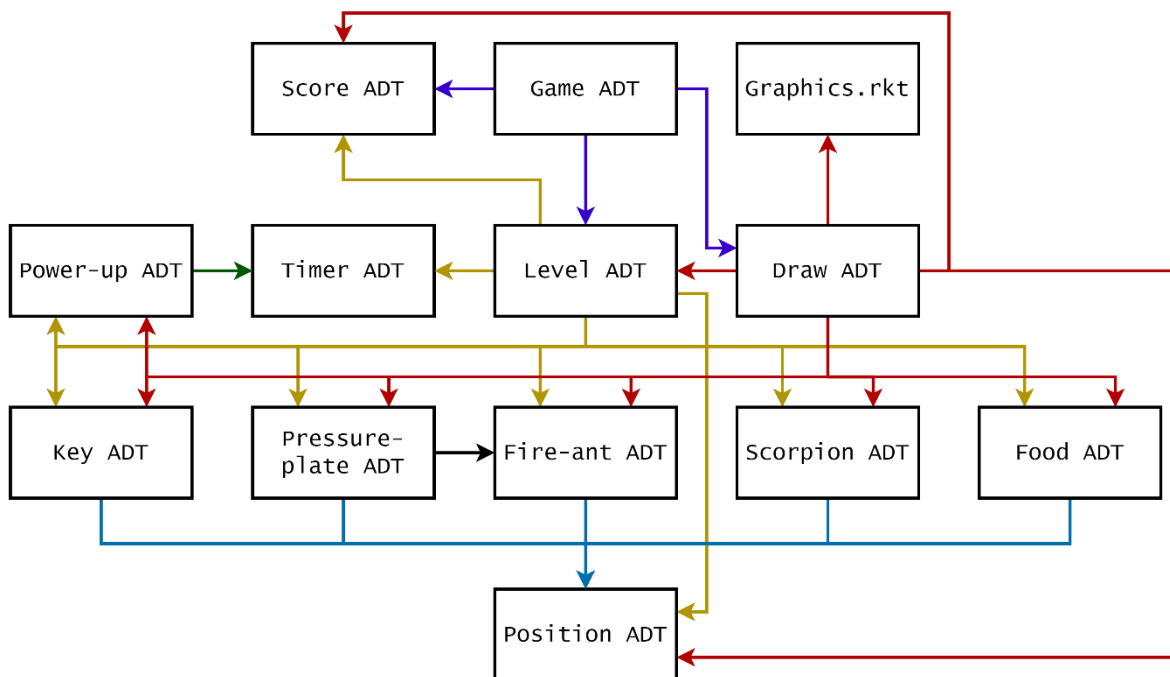 Score ADT
Game ADT
Graphics.rkt
Power-up ADT
Timer ADT
Level ADT
Draw ADT
Key ADT
Pressure-
plate ADT
Fire-ant ADT
Scorpion ADT
Food ADT
Position ADT